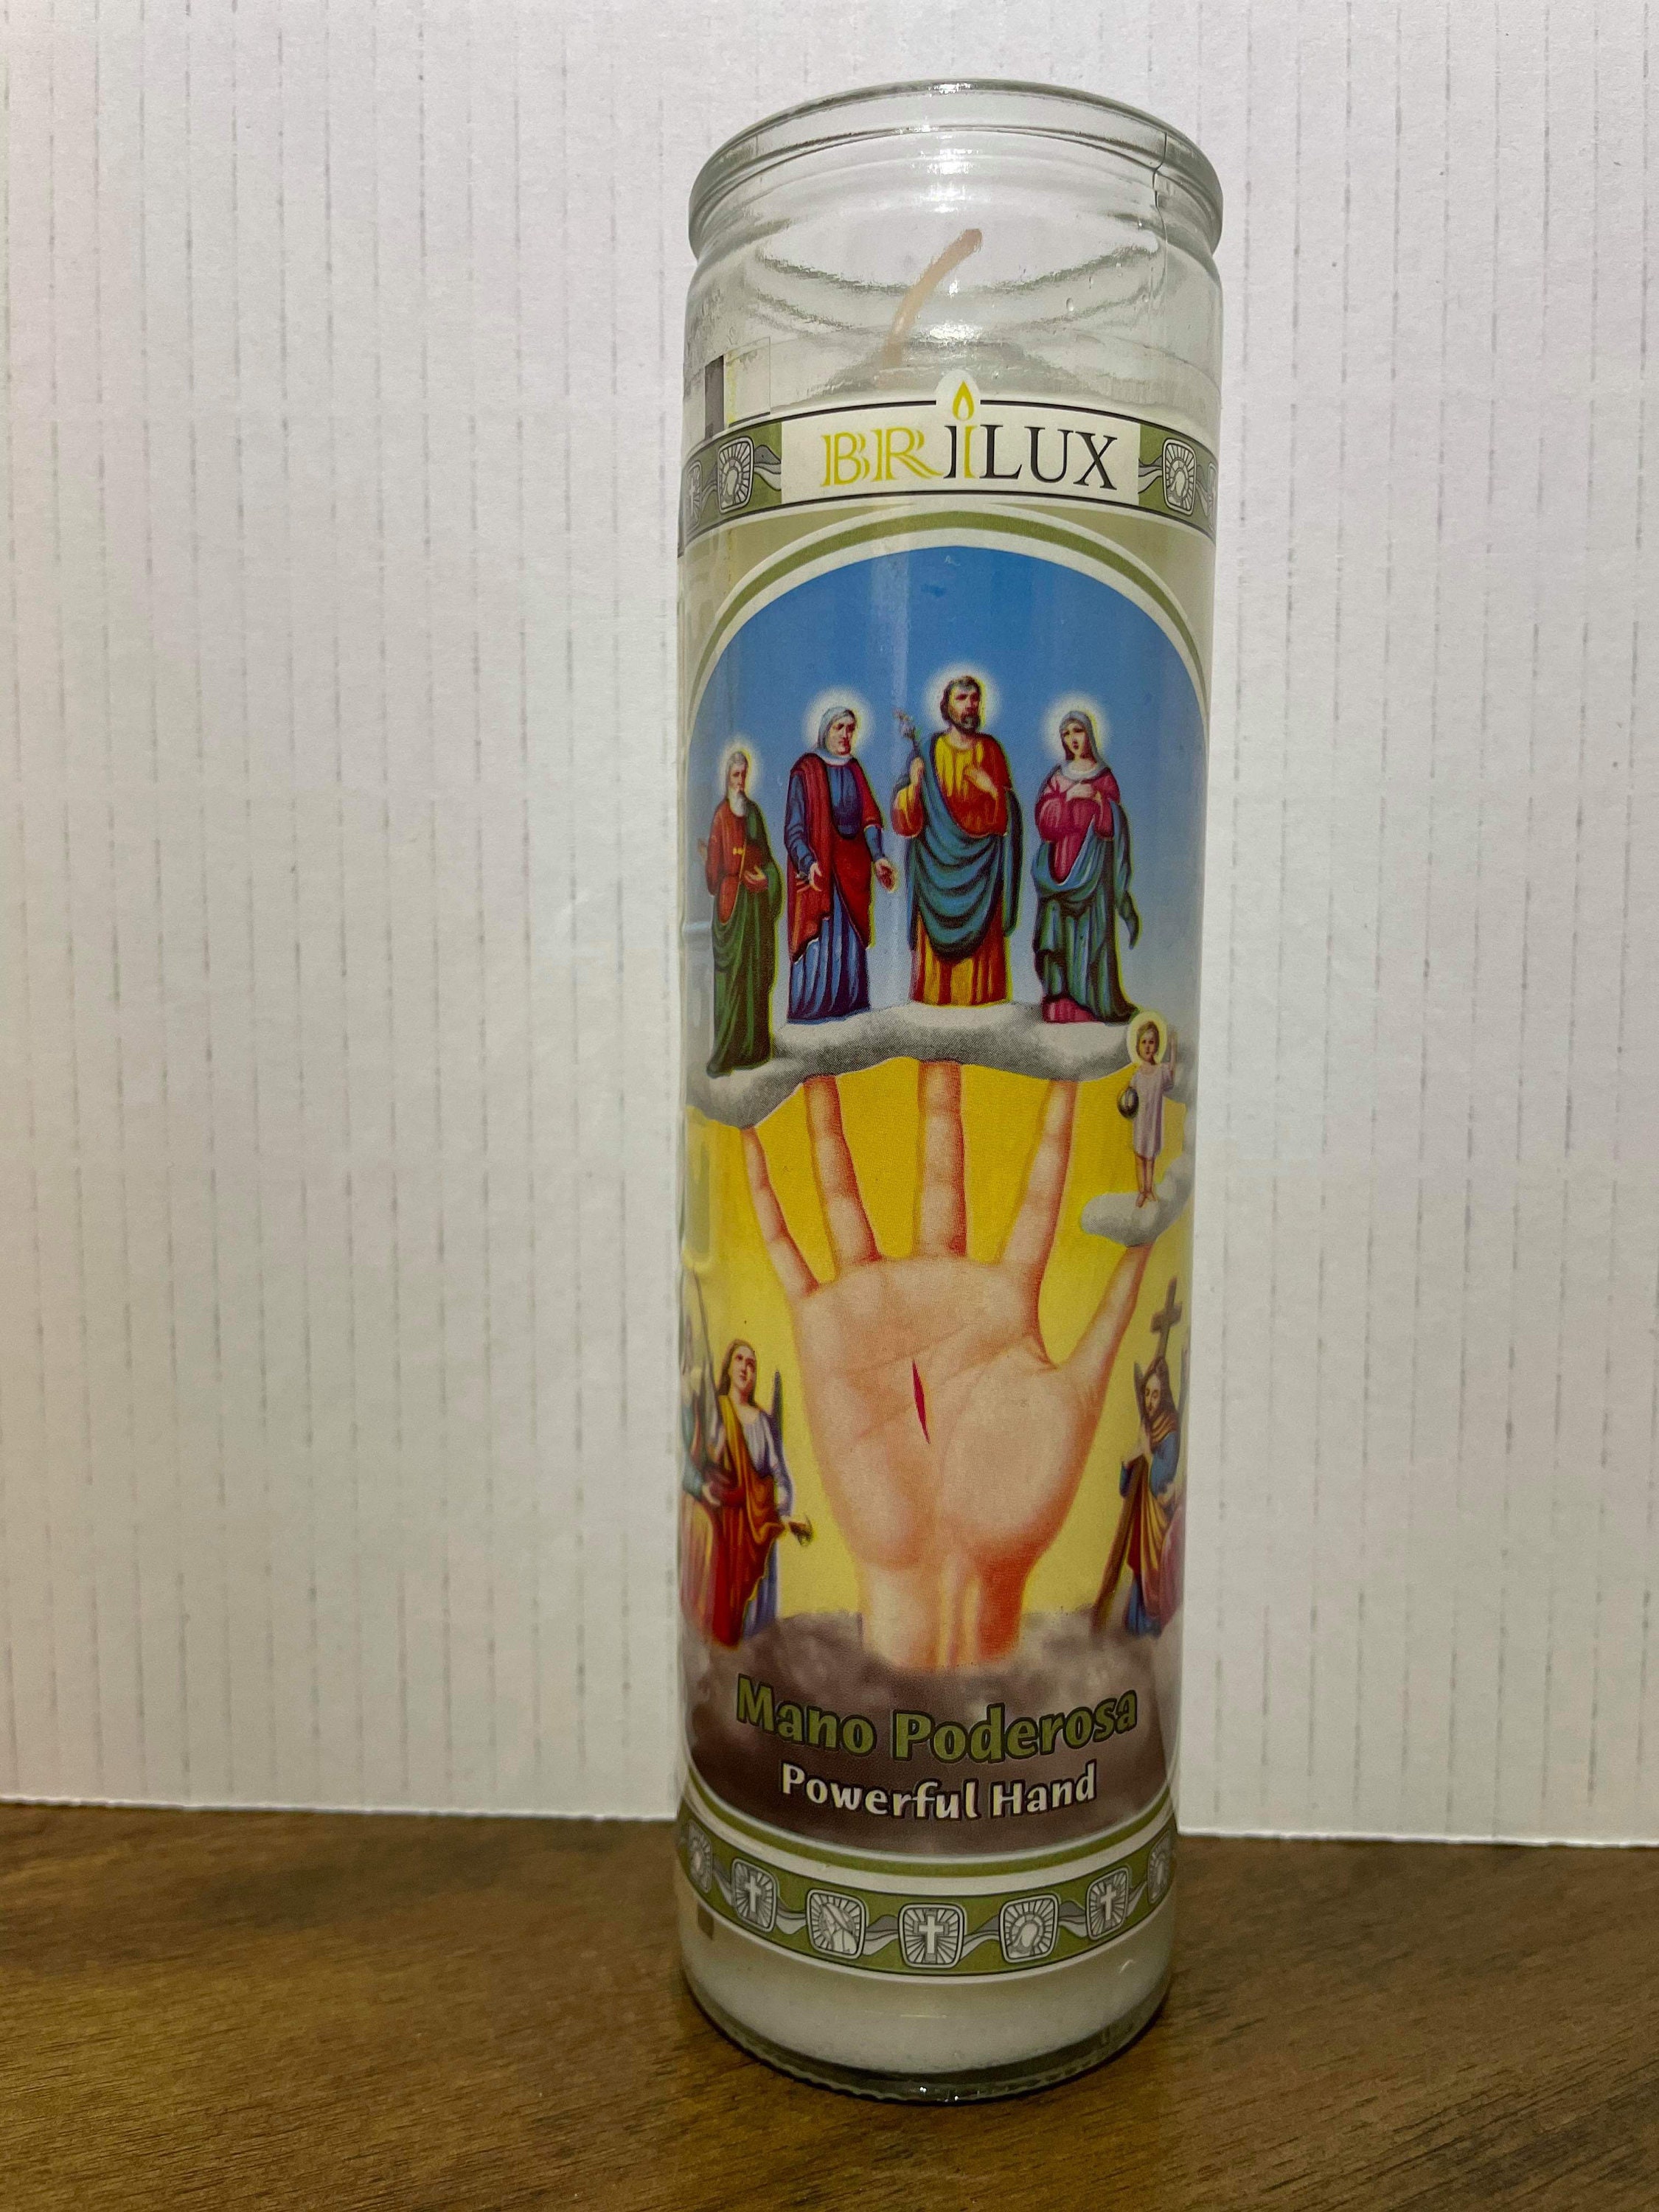 BRiLUX
Mano Poderosa
Powerful Hand